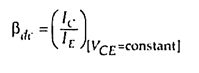 β_dc = (I_C / I_E)_[V_CE = constant]